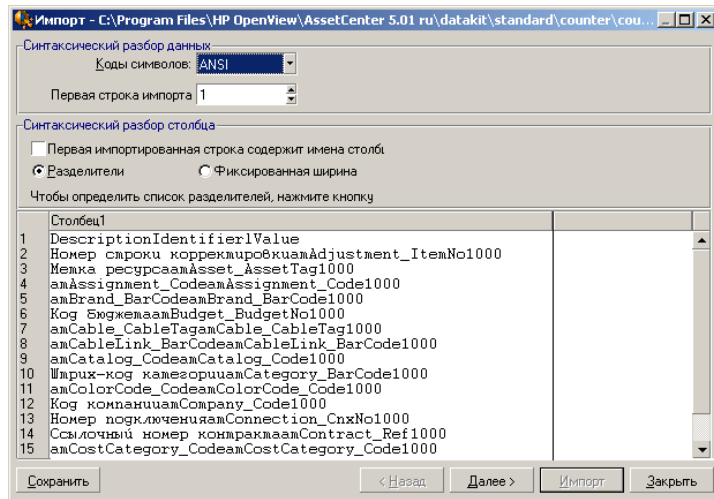 Импорт - C:\Program Files\HP OpenView\AssetCenter 5.01 ru\datakit\standard\counter\cou...
Синтаксический разбор данных
Коды символов: ANSI
Первая строка импорта 1
Синтаксический разбор столбца
Первая импортированная строка содержит имена столбı
Разделители Фиксированная ширина
Чтобы определить список разделителей, нажмите кнопку
Столбец1
1 DescriptionIdentifierlValue
2 Номер строки корректировкиamAdjustment_ItemNo1000
3 Метка ресурсаamAsset_AssetTag1000
4 amAssignment_CodeamAssignment_Code1000
5 amBrand_BarCodeamBrand_BarCode1000
6 Код БюджетаamBudget_BudgetNo1000
7 amCable_CableTagamCable_CableTag1000
8 amCableLink_BarCodeamCableLink_BarCode1000
9 amCatalog_CodeamCatalog_Code1000
10 Штрих-код категорииamCategory_BarCode1000
11 amColorCode_CodeamColorCode_Code1000
12 Код компанииamCompany_Code1000
13 Номер подключенияamConnection_CnxNo1000
14 Ссылочный номер контрактаamContract_Ref1000
15 amCostCategory_CodeamCostCategory_Code1000
Сохранить < Назад Далее > Импорт Закрыть